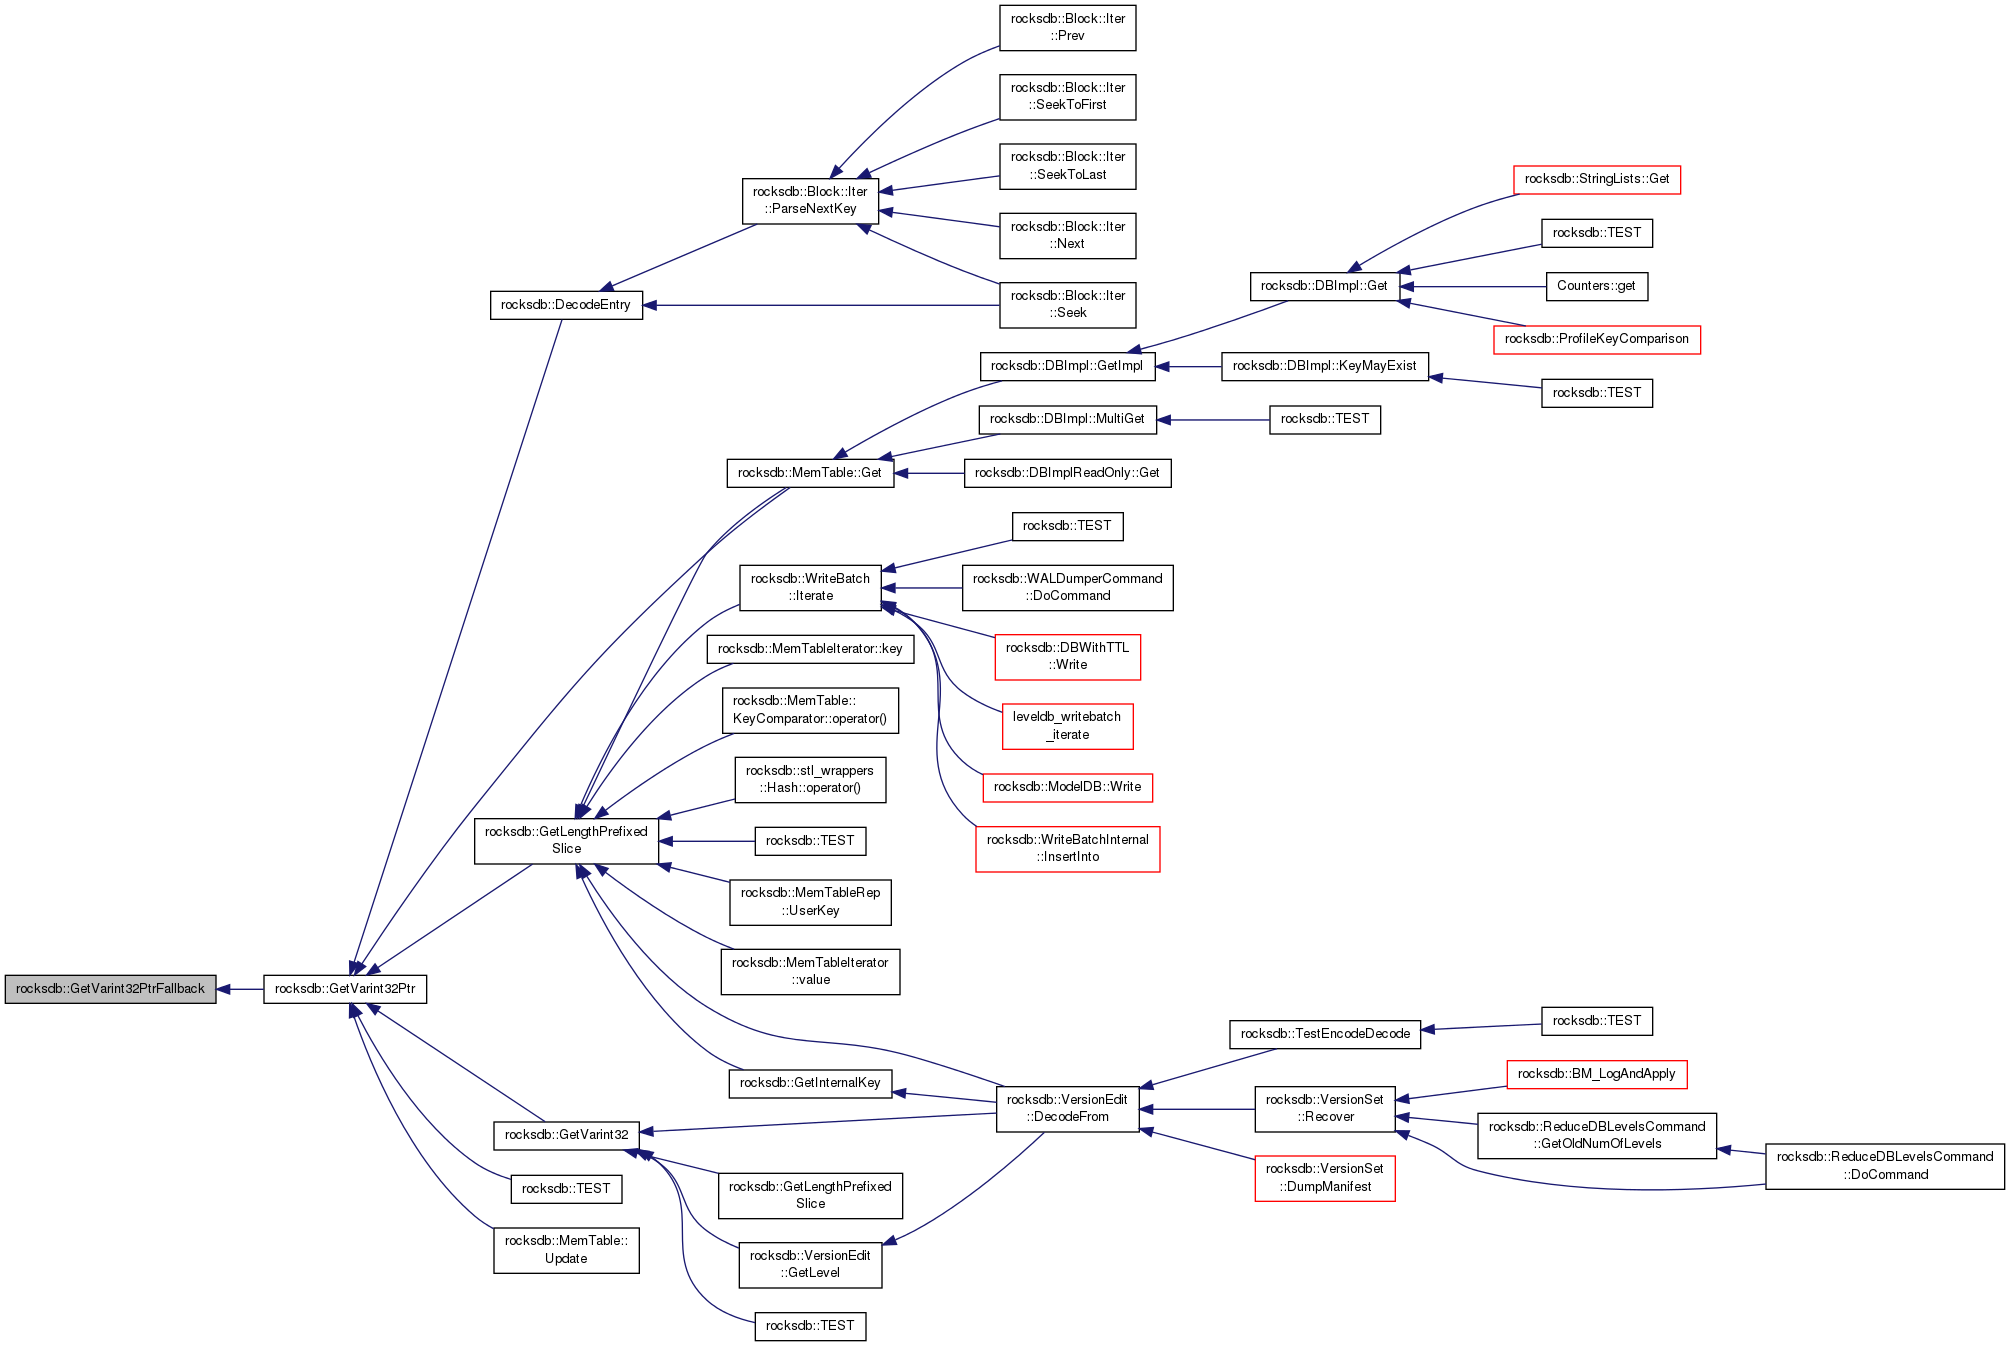 rocksdb::Block::Iter
::Prev
rocksdb::Block::Iter
::SeekToFirst
rocksdb::Block::Iter
::SeekToLast
rocksdb::Block::Iter
::ParseNextKey
rocksdb::Block::Iter
::Next
rocksdb::Block::Iter
::Seek
rocksdb::DecodeEntry
rocksdb::StringLists::Get
rocksdb::TEST
rocksdb::DBImpl::Get
Counters::get
rocksdb::ProfileKeyComparison
rocksdb::DBImpl::GetImpl
rocksdb::DBImpl::KeyMayExist
rocksdb::TEST
rocksdb::DBImpl::MultiGet
rocksdb::TEST
rocksdb::MemTable::Get
rocksdb::DBImplReadOnly::Get
rocksdb::TEST
rocksdb::WriteBatch
::Iterate
rocksdb::WALDumperCommand
::DoCommand
rocksdb::MemTableIterator::key
rocksdb::DBWithTTL
::Write
rocksdb::MemTable::
KeyComparator::operator()
leveldb_writebatch
_iterate
rocksdb::stl_wrappers
::Hash::operator()
rocksdb::ModelDB::Write
rocksdb::GetLengthPrefixed
Slice
rocksdb::TEST
rocksdb::WriteBatchInternal
::InsertInto
rocksdb::MemTableRep
::UserKey
rocksdb::MemTableIterator
::value
rocksdb::GetVarint32PtrFallback
rocksdb::GetVarint32Ptr
rocksdb::TestEncodeDecode
rocksdb::TEST
rocksdb::GetInternalKey
rocksdb::VersionEdit
::DecodeFrom
rocksdb::VersionSet
::Recover
rocksdb::BM_LogAndApply
rocksdb::ReduceDBLevelsCommand
::GetOldNumOfLevels
rocksdb::ReduceDBLevelsCommand
::DoCommand
rocksdb::GetVarint32
rocksdb::VersionSet
::DumpManifest
rocksdb::TEST
rocksdb::GetLengthPrefixed
Slice
rocksdb::MemTable::
Update
rocksdb::VersionEdit
::GetLevel
rocksdb::TEST